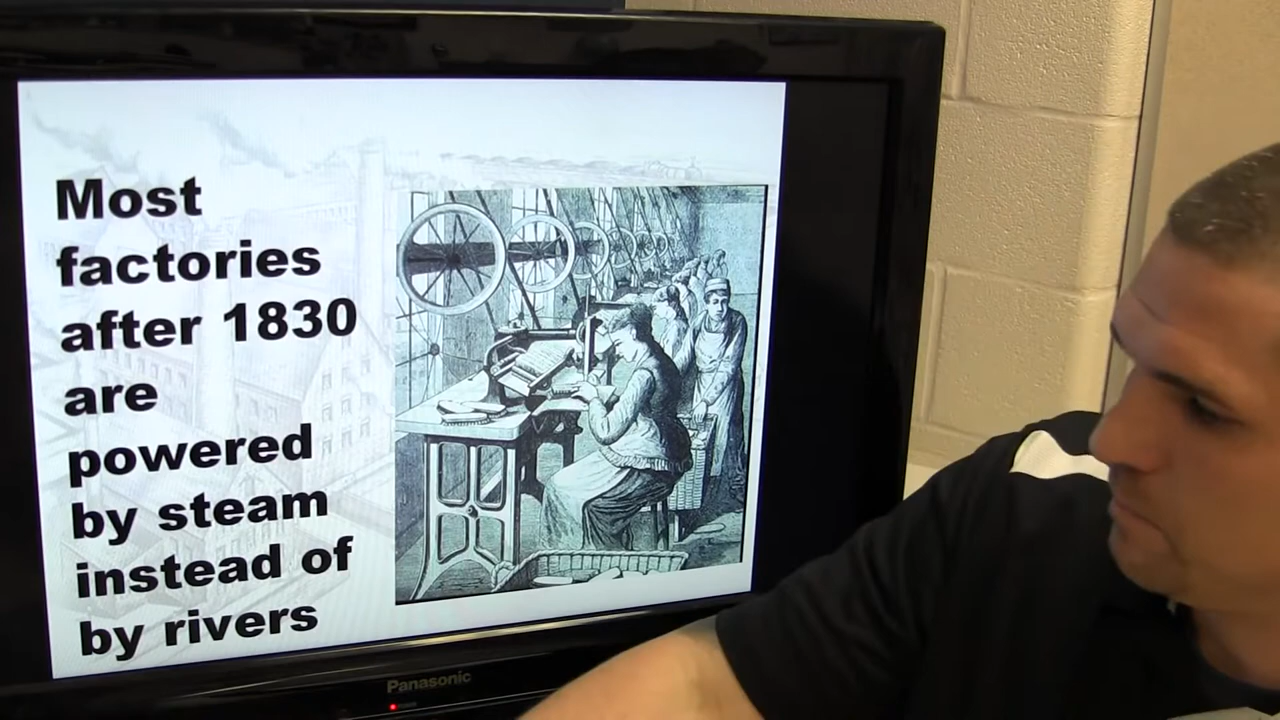 Most
factories
after 1830
are
powered
by steam
instead of
by rivers
Panasonic